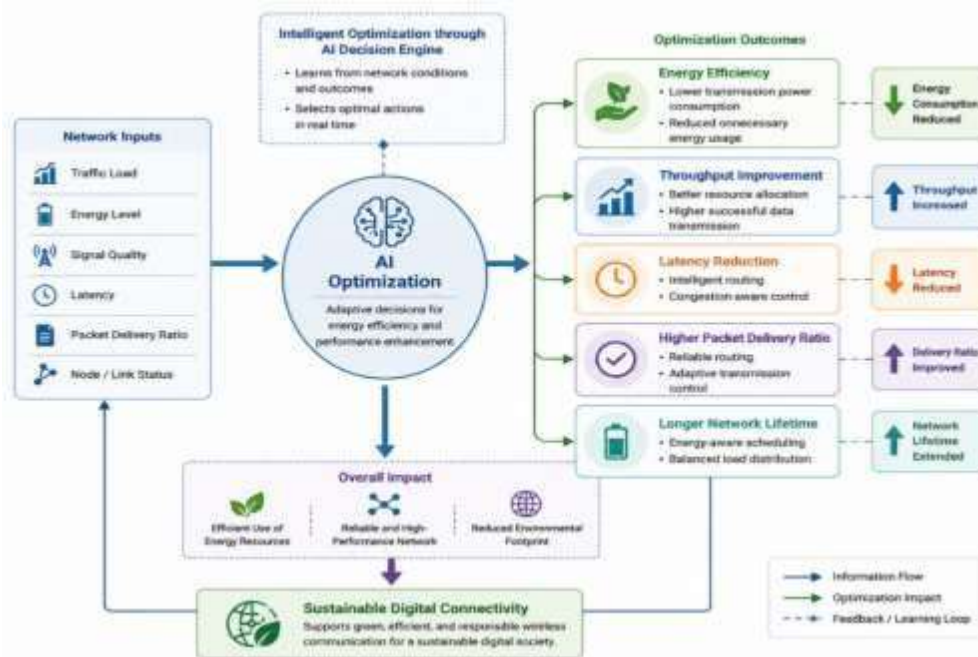 Intelligent Optimization through
AI Decision Engine
• Learns from network conditions
and outcomes
• Selects optimal actions
in real time
Network Inputs
Traffic Load
Energy Level
Signal Quality
Latency
Packet Delivery Ratio
Node / Link Status
AI
Optimization
Adaptive decisions for
energy efficiency and
performance enhancement.
Optimization Outcomes
Energy Efficiency
• Lower transmission power
consumption
• Reduced unnecessary
energy usage
Energy
Consumption
Reduced
Throughput Improvement
• Better resource allocation
• Higher successful data
transmission
Throughput
Increased
Latency Reduction
• Intelligent routing
• Congestion aware control
Latency
Reduced
Higher Packet Delivery Ratio
• Reliable routing
• Adaptive transmission
control
Delivery Ratio
Improved
Longer Network Lifetime
• Energy-aware scheduling
• Balanced load distribution
Network
Lifetime
Extended
Overall Impact
Efficient Use of
Energy Resources
Reliable and High-
Performance Network
Reduced Environmental
Footprint
Sustainable Digital Connectivity
Supports green, efficient, and responsible wireless
communication for a sustainable digital society.
Information Flow
Optimization Impact
Feedback / Learning Loop